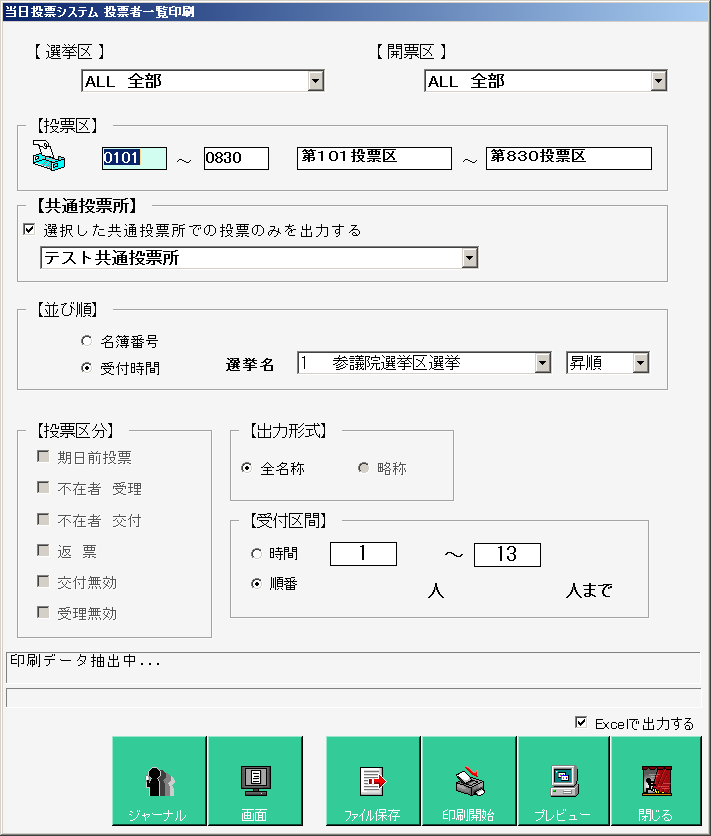 当日投票システム 投票者一覧印刷
【 選挙区 】 【 開票区 】
ALL 全部 ALL 全部
【投票区】
0101 ～ 0830 第101投票区 ～ 第830投票区
【共通投票所】
選択した共通投票所での投票のみを出力する
テスト共通投票所
【並び順】
名簿番号
受付時間 選挙名 1 参議院選挙区選挙 昇順
【投票区分】
期日前投票
不在者 受理
不在者 交付
返 票
交付無効
受理無効
【出力形式】
全名称 略称
【受付区間】
時間 1 ～ 13
順番 人 人まで
印刷データ抽出中...
Excelで出力する
ジャーナル 画面 ファイル保存 印刷開始 プレビュー 閉じる